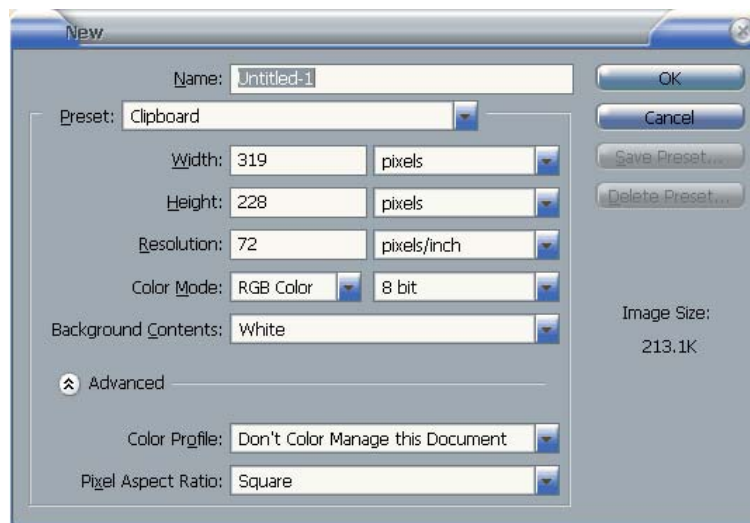 New
Name: Untitled-1 OK
Preset: Clipboard Cancel
Width: 319 pixels Save Preset...
Height: 228 pixels Delete Preset...
Resolution: 72 pixels/inch
Color Mode: RGB Color 8 bit
Image Size:
Background Contents: White
213.1K
Advanced
Color Profile: Don't Color Manage this Document
Pixel Aspect Ratio: Square